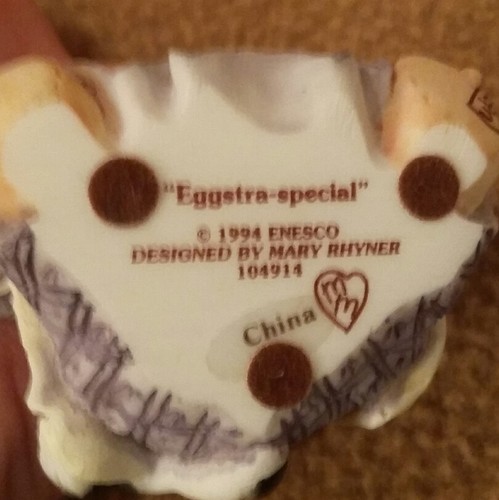 "Eggstra-special"
© 1994 ENESCO
DESIGNED BY MARY RHYNER
104914
China